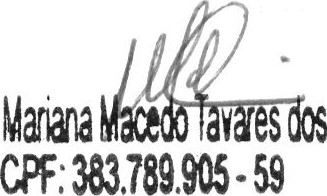 Mariana Macedo Tavares dos
CPF: 383.789.905 - 59